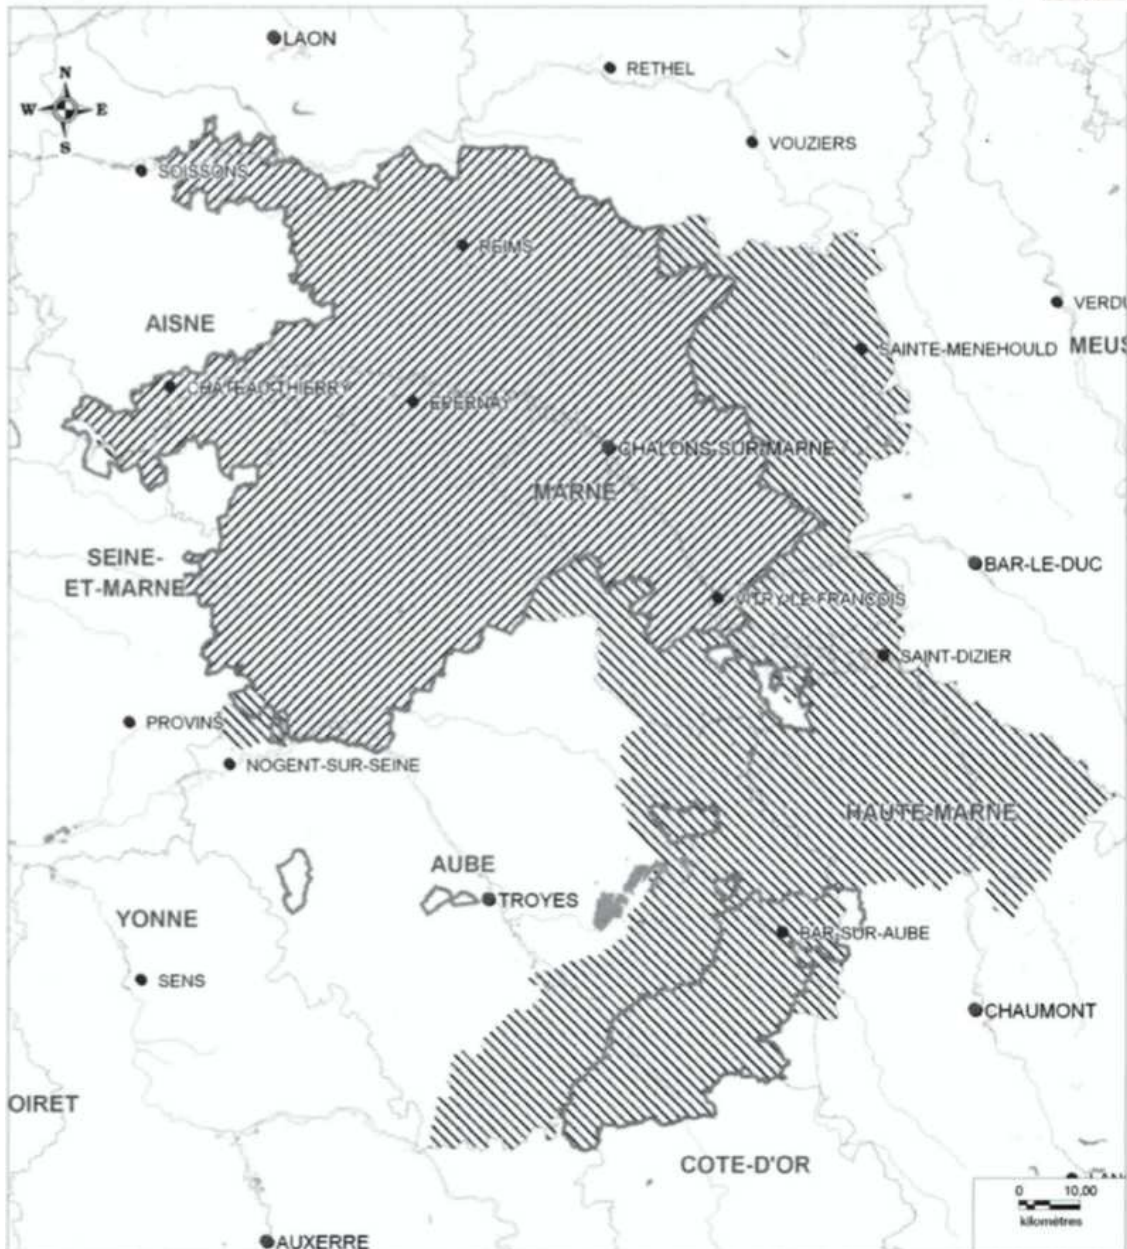 LAON
RETHEL
N
W E
S
VOUZIERS
SOISSONS
REIMS
VERDU
AISNE
SAINTE-MENEHOULD
MEUS
CHATEAU-THIERRY
EPERNAY
CHALONS-SUR-MARNE
MARNE
SEINE-
ET-MARNE
BAR-LE-DUC
VITRY-LE-FRANCOIS
SAINT-DIZIER
PROVINS
NOGENT-SUR-SEINE
HAUTE-MARNE
AUBE
TROYES
YONNE
BAR-SUR-AUBE
SENS
CHAUMONT
OIRET
COTE-D'OR
LAN
0 10,00
kilomètres
AUXERRE